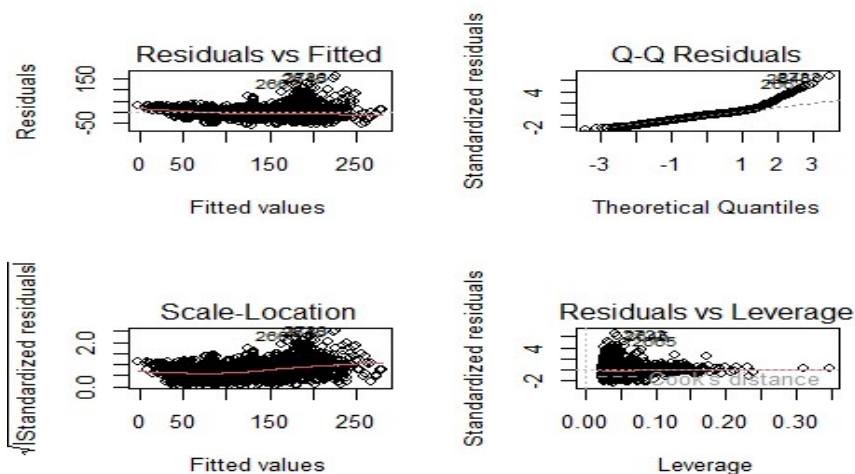 Residuals vs Fitted
Residuals
150
-50
0 50 150 250
Fitted values
Q-Q Residuals
Standardized residuals
4
-2
-3 -1 1 2 3
Theoretical Quantiles
Scale-Location
√|Standardized residuals|
2.0
0.0
0 50 150 250
Fitted values
Residuals vs Leverage
Standardized residuals
4
-2
Cook's distance
0.00 0.10 0.20 0.30
Leverage